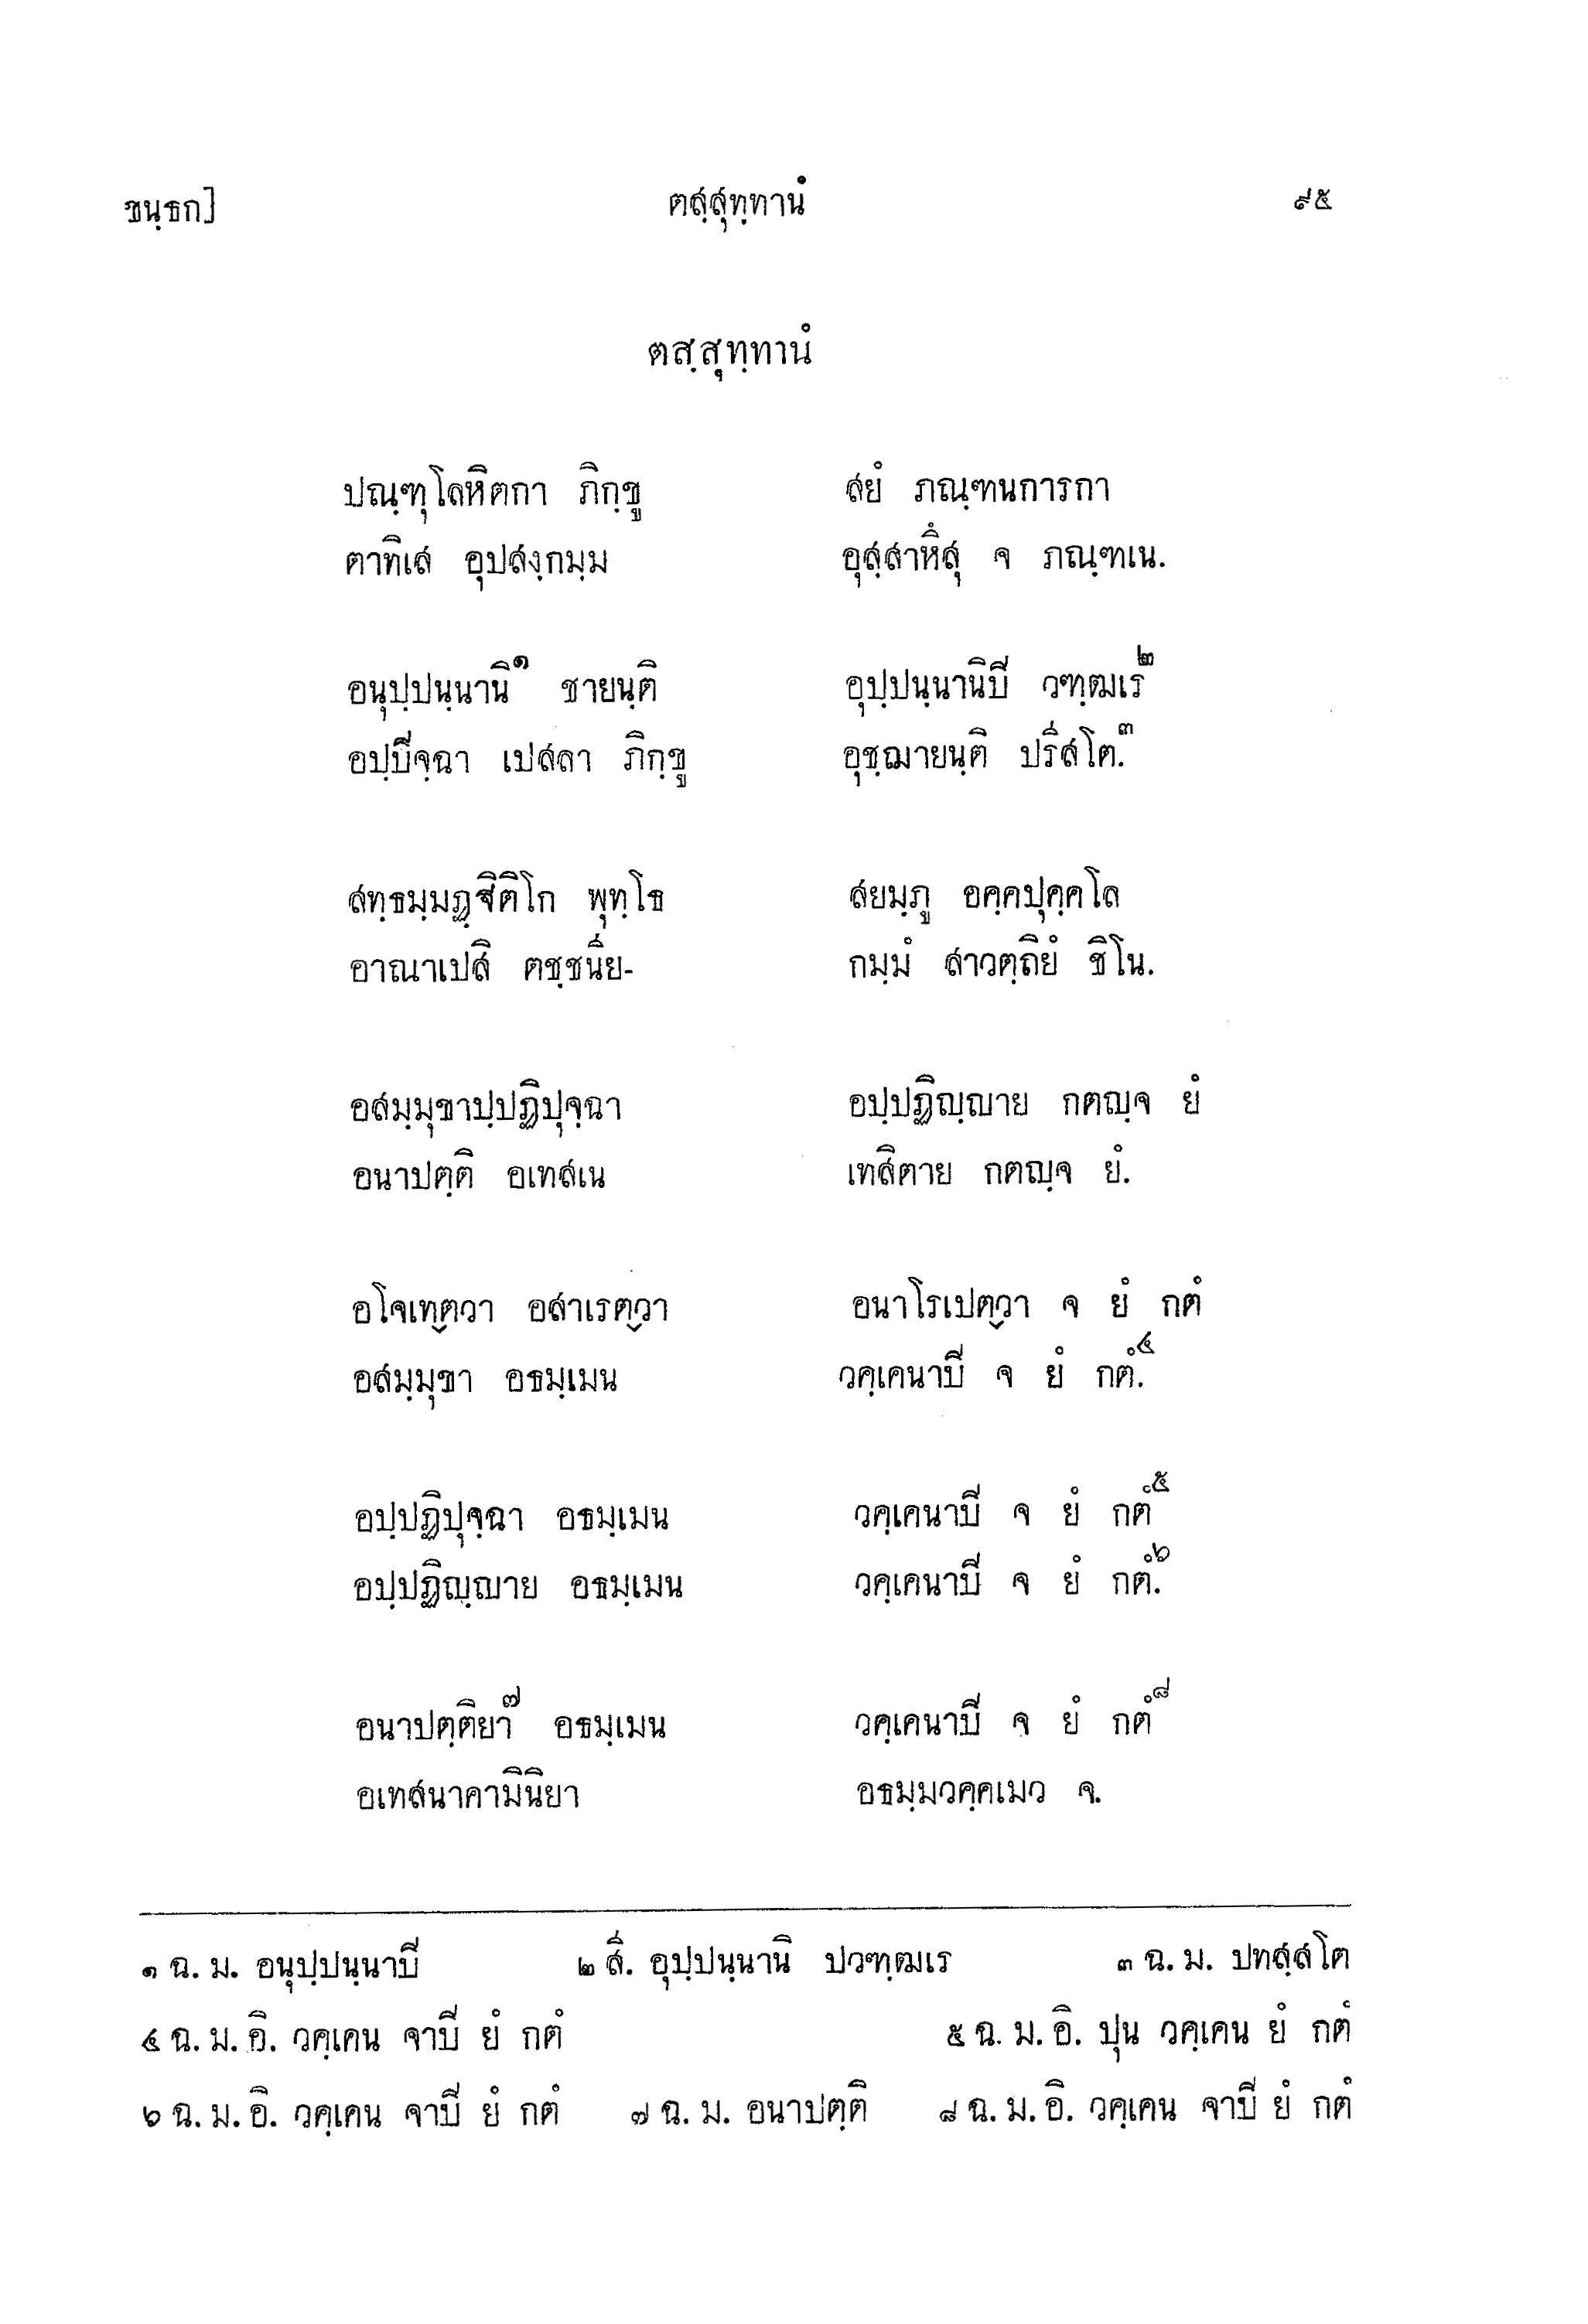 ขนฺธก] ตสฺสุทฺทานํ ๙๕
ตสฺสุทฺทานํ
ปณฺฑุโลหิตกา ภิกฺขู สยํ ภณฺฑนการกา
ตาทิเส อุปสงฺกมฺม อุสฺสาหึสุ จ ภณฺฑเน.
อนุปฺปนฺนานิ๑ ชายนฺติ อุปฺปนฺนานิปิ วฑฺฒเร๒
อปฺปิจฺฉา เปสลา ภิกฺขู อุชฺฌายนฺติ ปริสโต.๓
สทฺธมฺมฏฺฐิติโก พุทฺโธ สยมฺภู อคฺคปุคฺคโล
อาณาเปสิ ตชฺชนิย- กมฺมํ สาวตฺถิยํ ชิโน.
อสมฺมุขาปฺปฏิปุจฺฉา อปฺปฏิญฺญาย กตญฺจ ยํ
อนาปตฺติ อเทสเน เทสิตาย กตญฺจ ยํ.
อโจเทตฺวา อสาเรตฺวา อนาโรเปตฺวา จ ยํ กตํ
อสมฺมุขา อธมฺเมน วคฺเคนาปิ จ ยํ กตํ.๔
อปฺปฏิปุจฺฉา อธมฺเมน วคฺเคนาปิ จ ยํ กตํ๕
อปฺปฏิญฺญาย อธมฺเมน วคฺเคนาปิ จ ยํ กตํ.๖
อนาปตฺติยา๗ อธมฺเมน วคฺเคนาปิ จ ยํ กตํ๘
อเทสนาคามินิยา อธมฺมวคฺคเมว จ.
๑ ฉ. ม. อนุปฺปนฺนาปิ ๒ สี. อุปฺปนฺนานิ ปวฑฺฒเร ๓ ฉ. ม. ปทสฺสโต
๔ ฉ. ม. อิ. วคฺเคน จาปิ ยํ กตํ ๕ ฉ. ม. อิ. ปุน วคฺเคน ยํ กตํ
๖ ฉ. ม. อิ. วคฺเคน จาปิ ยํ กตํ ๗ ฉ. ม. อนาปตฺติ ๘ ฉ. ม. อิ. วคฺเคน จาปิ ยํ กตํ